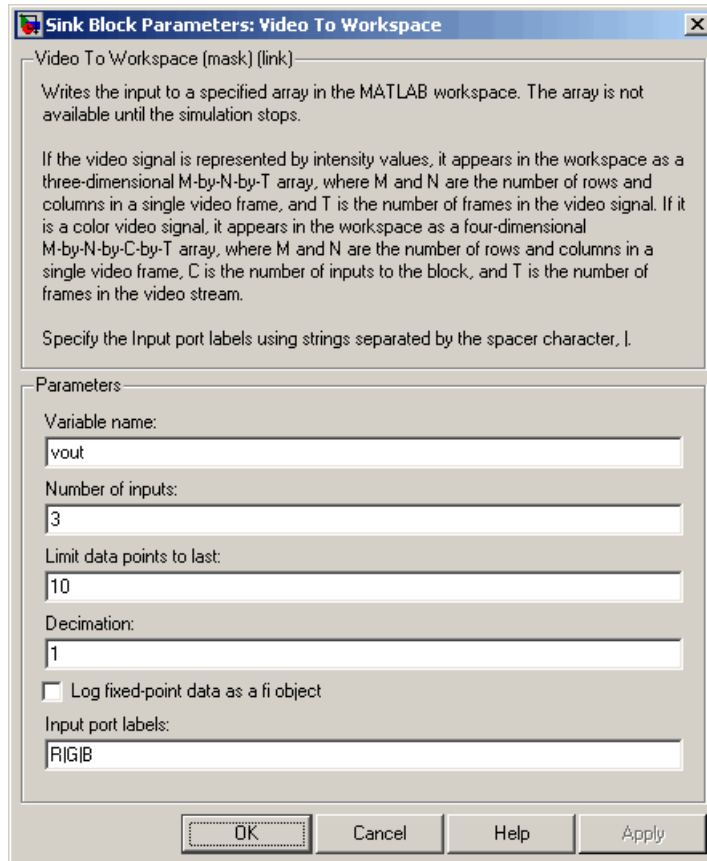 Sink Block Parameters: Video To Workspace
Video To Workspace (mask) (link)
Writes the input to a specified array in the MATLAB workspace. The array is not
available until the simulation stops.
If the video signal is represented by intensity values, it appears in the workspace as a
three-dimensional M-by-N-by-T array, where M and N are the number of rows and
columns in a single video frame, and T is the number of frames in the video signal. If it
is a color video signal, it appears in the workspace as a four-dimensional
M-by-N-by-C-by-T array, where M and N are the number of rows and columns in a
single video frame, C is the number of inputs to the block, and T is the number of
frames in the video stream.
Specify the Input port labels using strings separated by the spacer character, |.
Parameters
Variable name:
vout
Number of inputs:
3
Limit data points to last:
10
Decimation:
1
Log fixed-point data as a fi object
Input port labels:
R|G|B
OK Cancel Help Apply